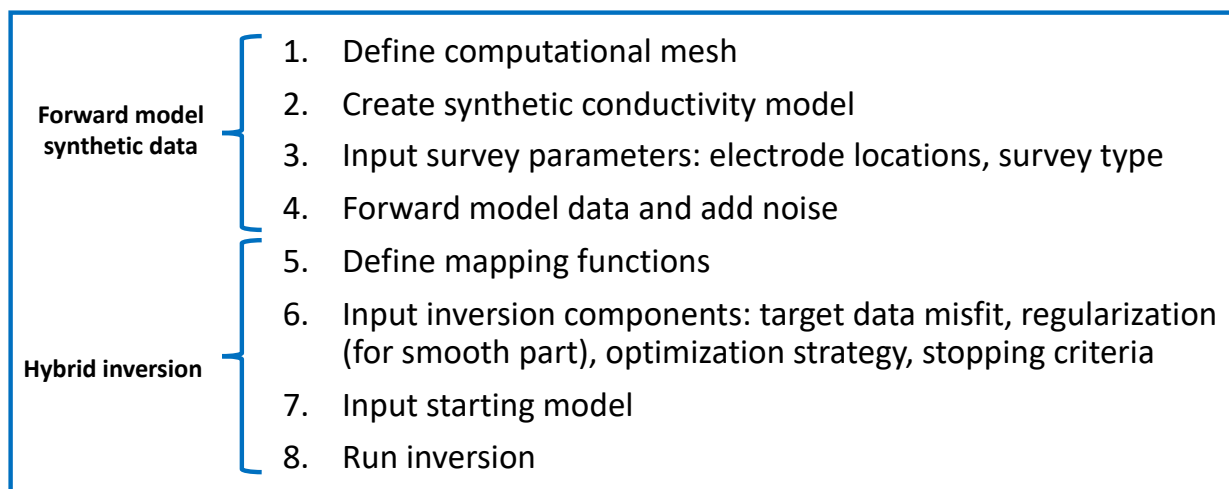 Forward model
synthetic data
1. Define computational mesh
2. Create synthetic conductivity model
3. Input survey parameters: electrode locations, survey type
4. Forward model data and add noise
Hybrid inversion
5. Define mapping functions
6. Input inversion components: target data misfit, regularization
(for smooth part), optimization strategy, stopping criteria
7. Input starting model
8. Run inversion